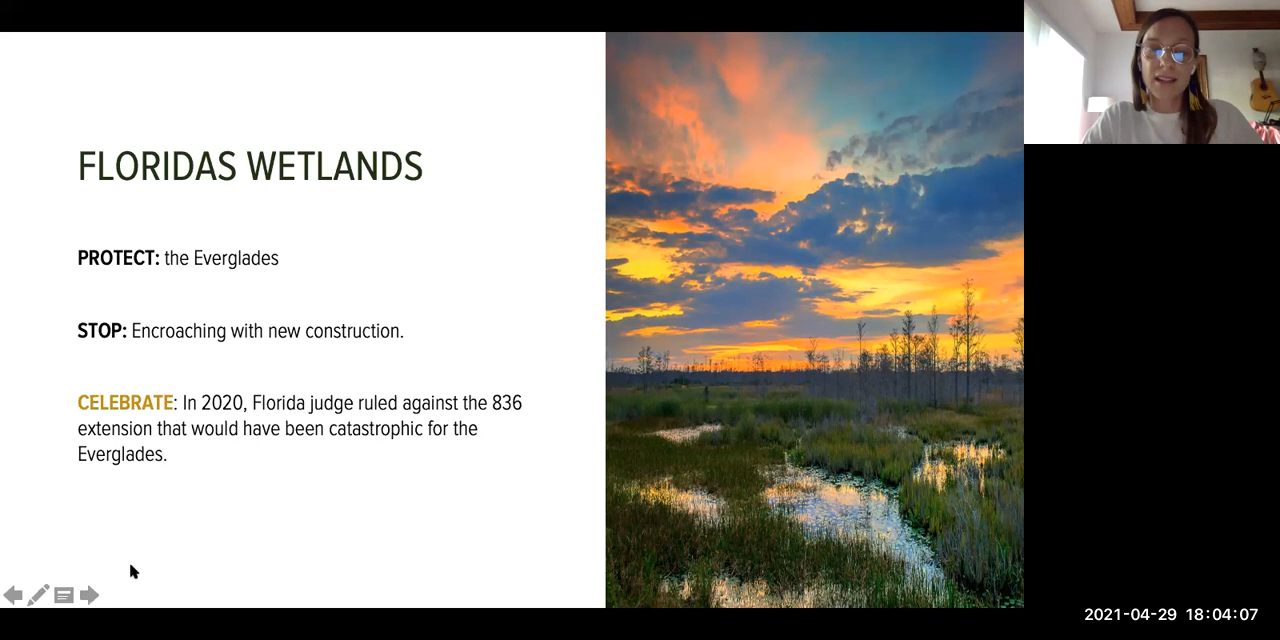 FLORIDAS WETLANDS
PROTECT: the Everglades
STOP: Encroaching with new construction.
CELEBRATE: In 2020, Florida judge ruled against the 836
extension that would have been catastrophic for the
Everglades.
2021-04-29 18:04:07